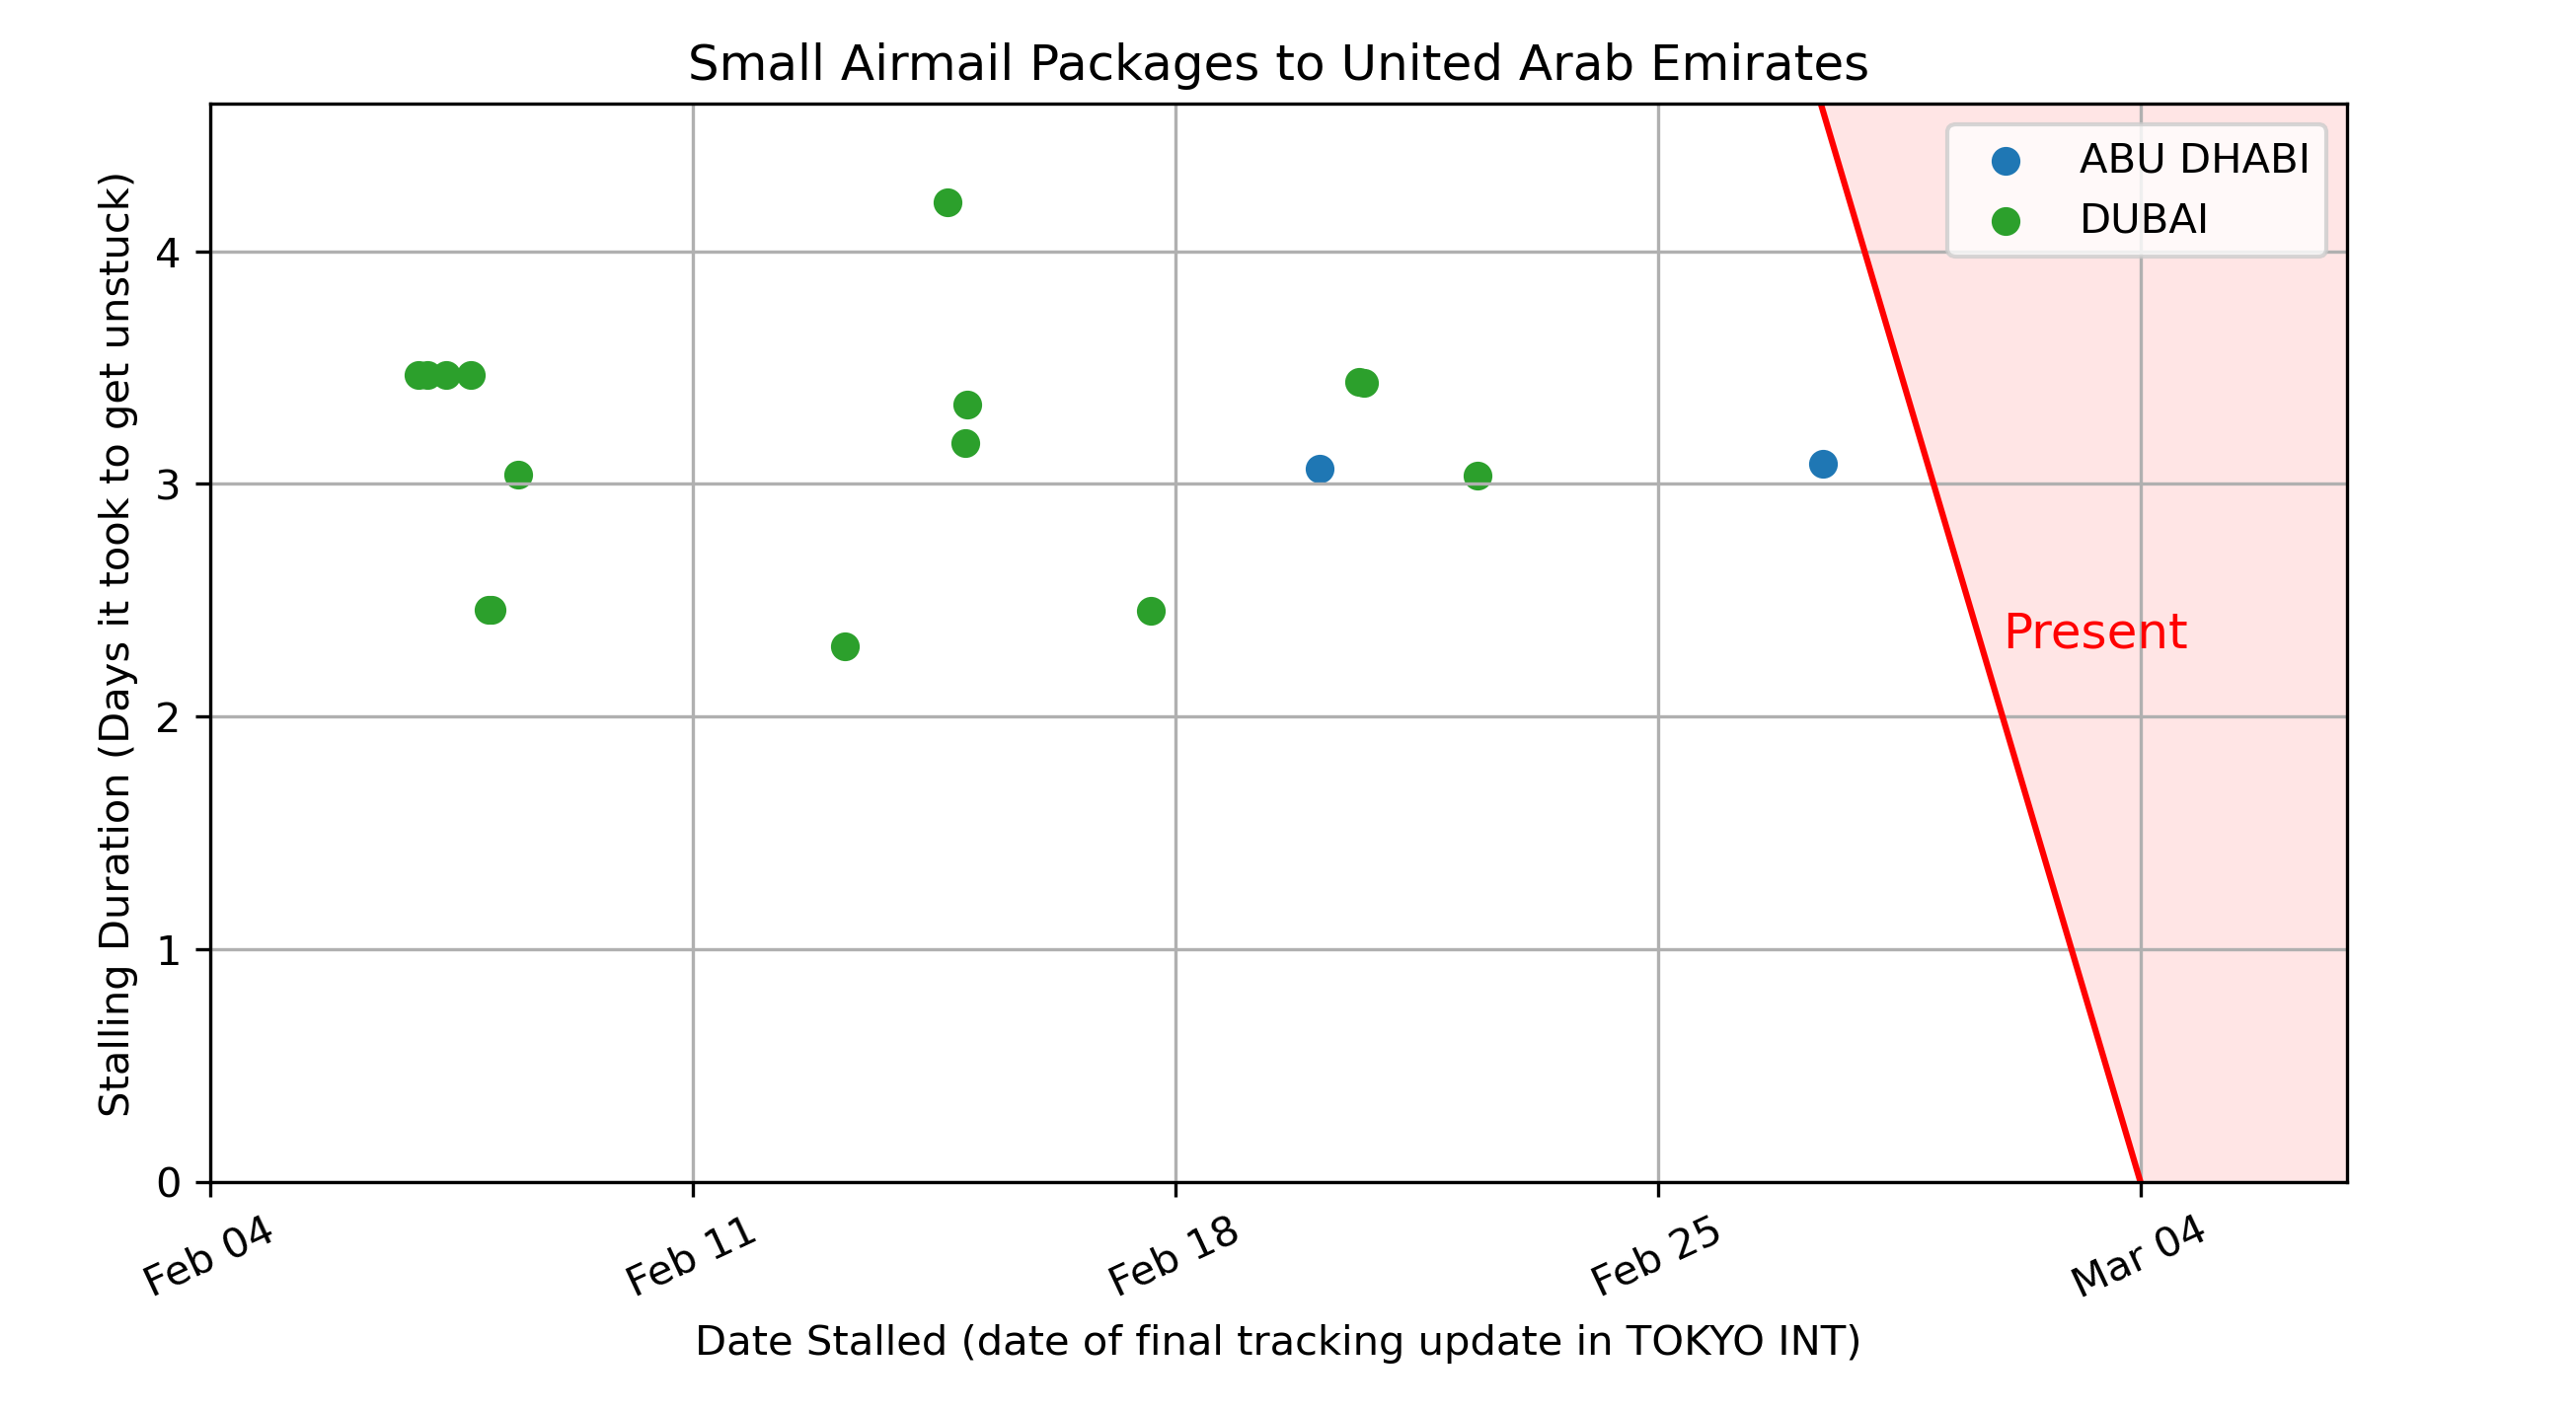 Small Airmail Packages to United Arab Emirates
ABU DHABI
DUBAI
Present
Stalling Duration (Days it took to get unstuck)
4
3
2
1
0
Feb 04
Feb 11
Feb 18
Feb 25
Mar 04
Date Stalled (date of final tracking update in TOKYO INT)